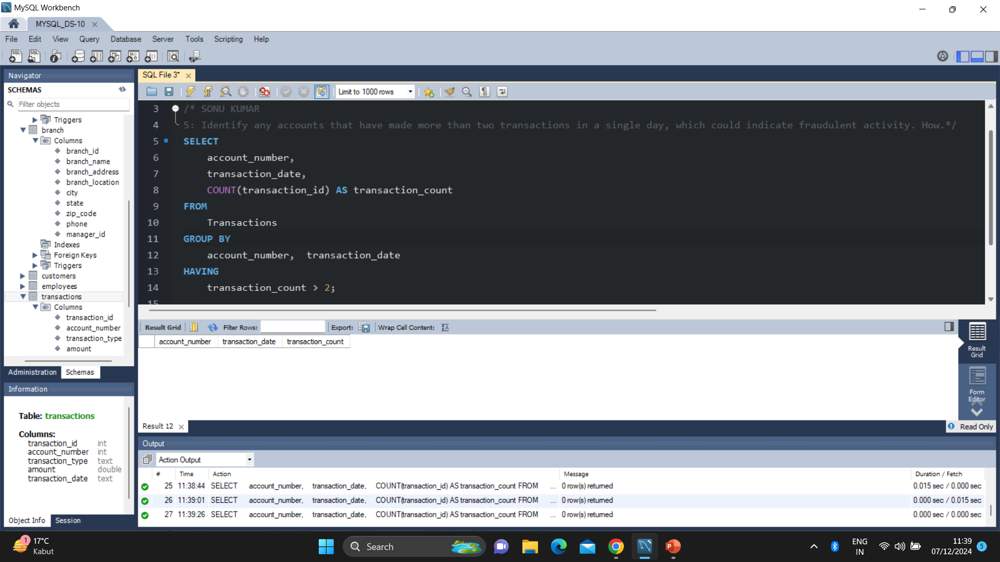 MySQL Workbench
MYSQL_DS-10
File Edit View Query Database Server Tools Scripting Help
Navigator
SCHEMAS
Filter objects
Triggers
branch
Columns
branch_id
branch_name
branch_address
branch_location
city
state
zip_code
phone
manager_id
Indexes
Foreign Keys
Triggers
customers
employees
transactions
Columns
transaction_id
account_number
transaction_type
amount
Administration Schemas
Information
Table: transactions
Columns:
transaction_id int
account_number int
transaction_type text
amount double
transaction_date text
Object Info Session
SQL File 3*
Limit to 1000 rows
3 /* SONU KUMAR
4 5: Identify any accounts that have made more than two transactions in a single day, which could indicate fraudulent activity. How.*/
5 SELECT
6 account_number,
7 transaction_date,
8 COUNT(transaction_id) AS transaction_count
9 FROM
10 Transactions
11 GROUP BY
12 account_number, transaction_date
13 HAVING
14 transaction_count > 2;
15
Result Grid Filter Rows: Export: Wrap Cell Content:
account_number transaction_date transaction_count
Result Grid
Form Editor
Result 12
Read Only
Output
Action Output
# Time Action Message Duration / Fetch
25 11:38:44 SELECT account_number, transaction_date, COUNT(transaction_id) AS transaction_count FROM ... 0 row(s) returned 0.015 sec / 0.000 sec
26 11:39:01 SELECT account_number, transaction_date, COUNT(transaction_id) AS transaction_count FROM ... 0 row(s) returned 0.000 sec / 0.015 sec
27 11:39:26 SELECT account_number, transaction_date, COUNT(transaction_id) AS transaction_count FROM ... 0 row(s) returned 0.000 sec / 0.000 sec
1
17°C
Kabut
Search
ENG
IN
11:39
07/12/2024
5